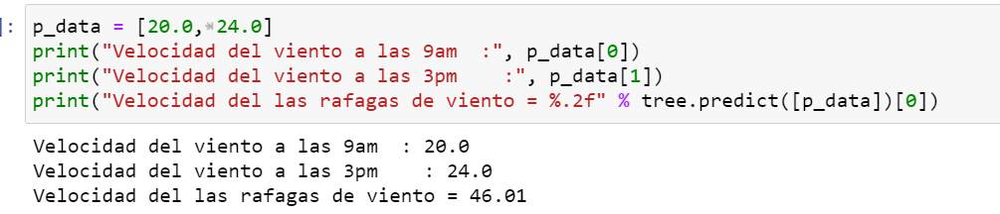 ]: p_data = [20.0, 24.0]
print("Velocidad del viento a las 9am  :", p_data[0])
print("Velocidad del viento a las 3pm    :", p_data[1])
print("Velocidad del las rafagas de viento = %.2f" % tree.predict([p_data])[0])
Velocidad del viento a las 9am  : 20.0
Velocidad del viento a las 3pm    : 24.0
Velocidad del las rafagas de viento = 46.01